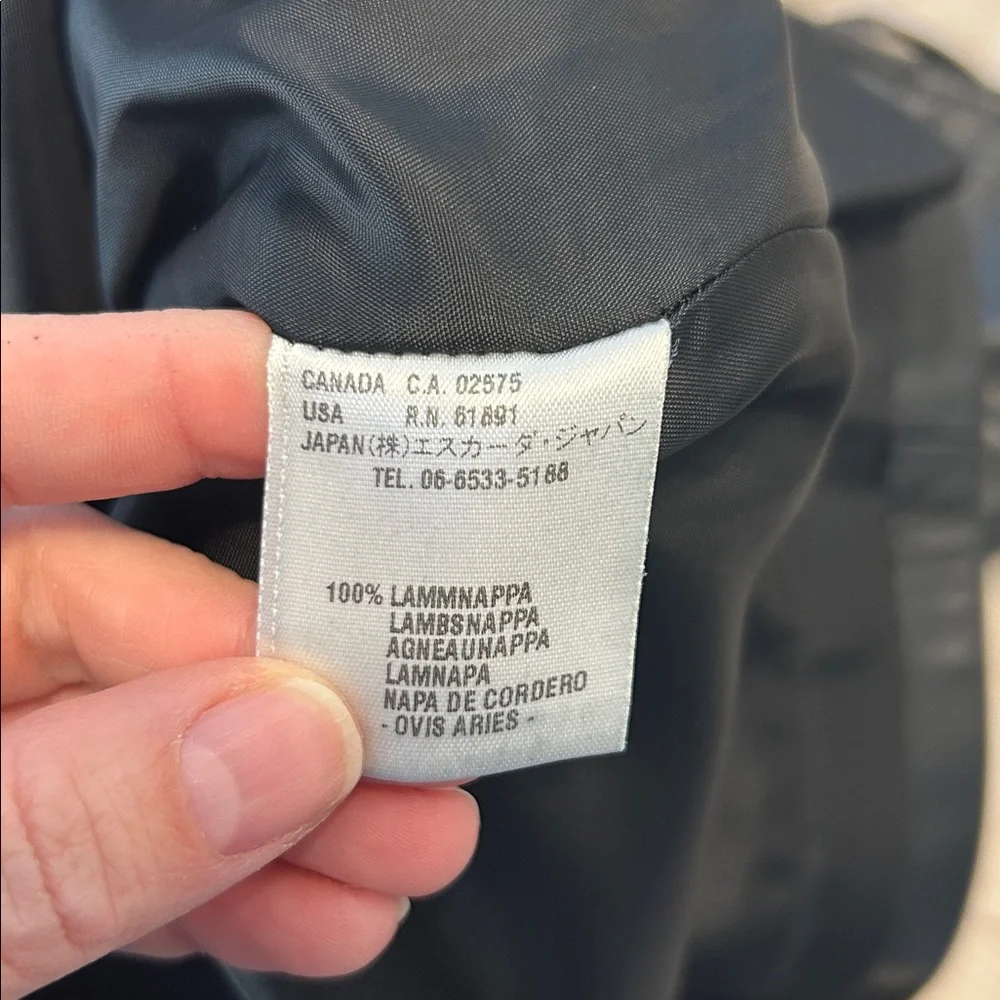 CANADA C.A. 02575
USA R.N. 61891
JAPAN(株)エスカーダ・ジャパン
TEL. 06-6533-5188
100% LAMMNAPPA
LAMBSNAPPA
AGNEAUNAPPA
LAMNAPA
NAPA DE CORDERO
- OVIS ARIES -